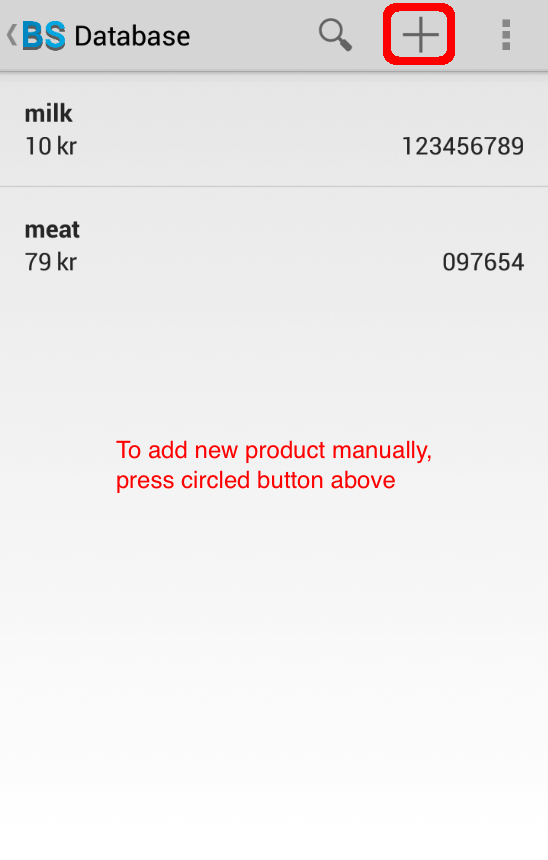 BS Database
milk
10 kr 123456789
meat
79 kr 097654
To add new product manually,
press circled button above